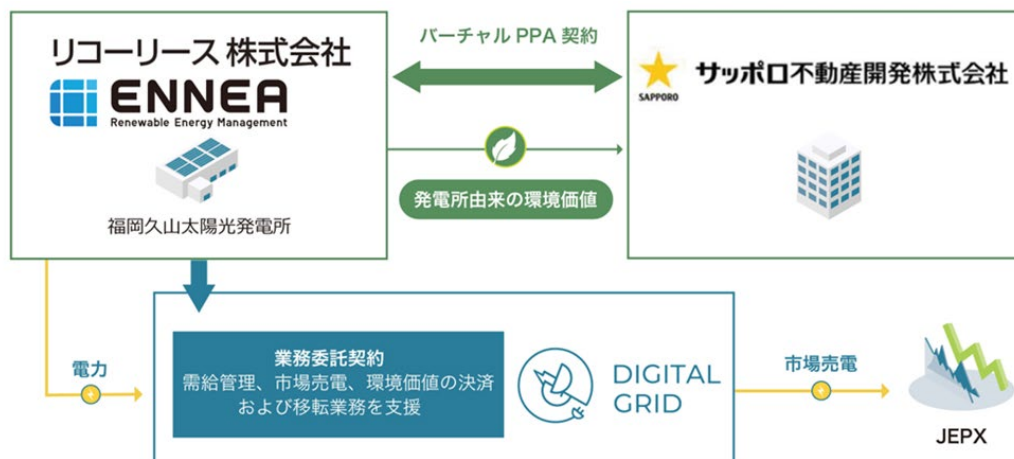 リコーリース 株式会社
ENNEA
Renewable Energy Management
福岡久山太陽光発電所
バーチャル PPA 契約
発電所由来の環境価値
SAPPORO
サッポロ不動産開発株式会社
電力
業務委託契約
需給管理、市場売電、環境価値の決済
および移転業務を支援
DIGITAL
GRID
市場売電
JEPX